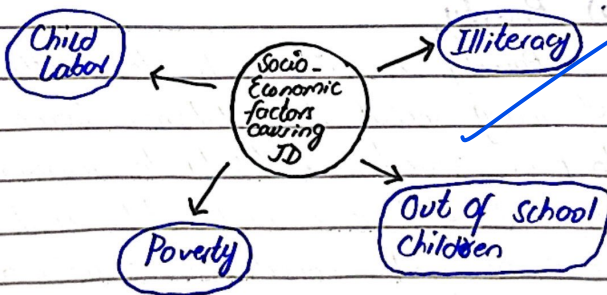 Child
Labor
Socio-
Economic
factors
causing
JD
Illiteracy
Poverty
Out of school
children